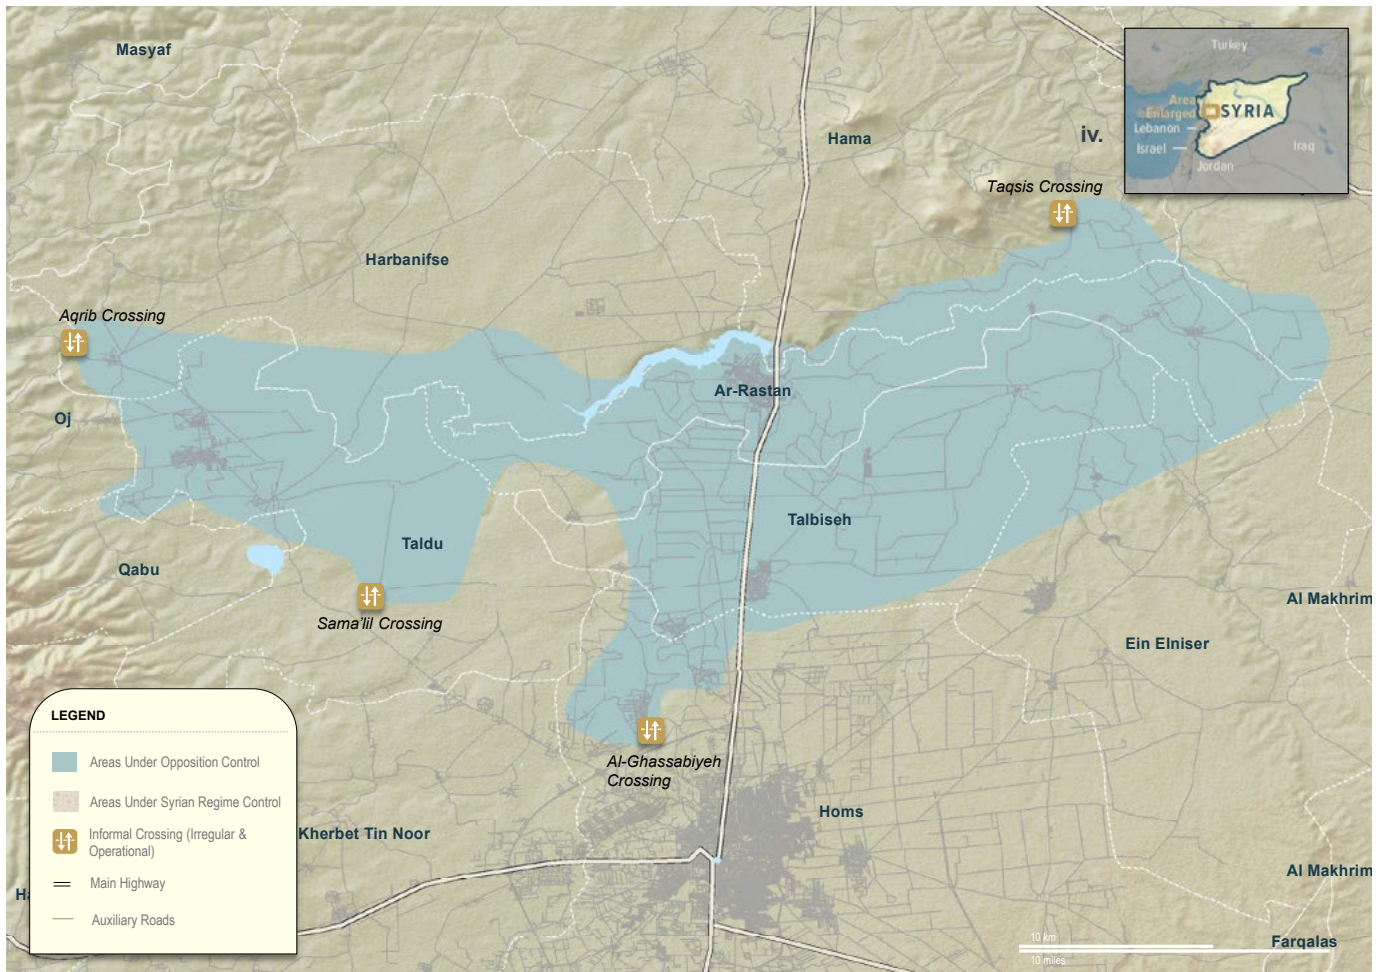 Masyaf
Turkey
Area
Enlarged
SYRIA
Lebanon
Israel
Iraq
Jordan
iv.
Hama
Taqsis Crossing
Harbanifse
Aqrib Crossing
Ar-Rastan
Oj
Talbiseh
Taldu
Qabu
Al Makhrim
Sama'lil Crossing
Ein Elniser
LEGEND
Areas Under Opposition Control
Areas Under Syrian Regime Control
Informal Crossing (Irregular &
Operational)
Main Highway
Auxiliary Roads
Al-Ghassabiyeh
Crossing
Homs
Kherbet Tin Noor
Al Makhrim
Ha
10 km
10 miles
Farqalas